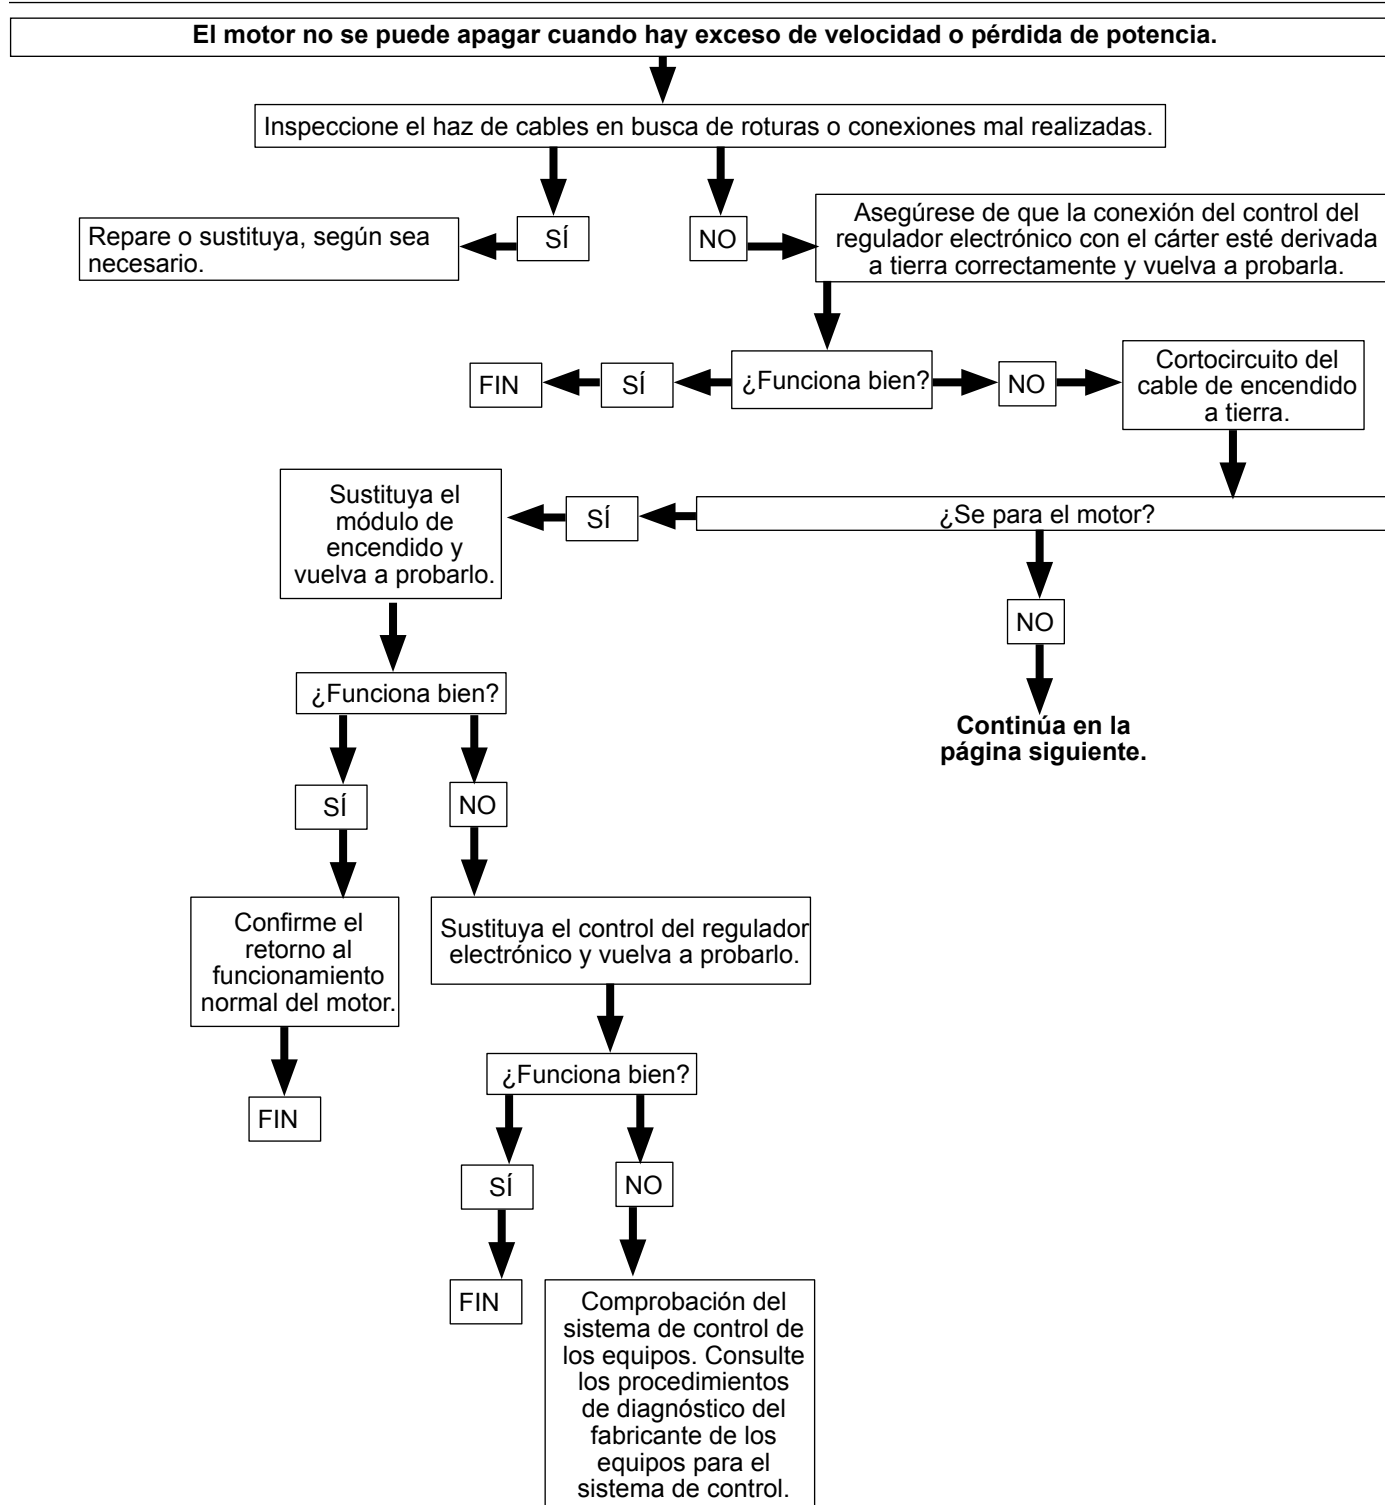 El motor no se puede apagar cuando hay exceso de velocidad o pérdida de potencia.
Inspeccione el haz de cables en busca de roturas o conexiones mal realizadas.
Repare o sustituya, según sea
necesario.
SÍ
NO
Asegúrese de que la conexión del control del
regulador electrónico con el cárter esté derivada
a tierra correctamente y vuelva a probarla.
FIN
SÍ
¿Funciona bien?
NO
Cortocircuito del
cable de encendido
a tierra.
Sustituya el
módulo de
encendido y
vuelva a probarlo.
SÍ
¿Se para el motor?
NO
Continúa en la
página siguiente.
¿Funciona bien?
SÍ
NO
Confirme el
retorno al
funcionamiento
normal del motor.
Sustituya el control del regulador
electrónico y vuelva a probarlo.
FIN
¿Funciona bien?
SÍ
NO
FIN
Comprobación del
sistema de control de
los equipos. Consulte
los procedimientos
de diagnóstico del
fabricante de los
equipos para el
sistema de control.